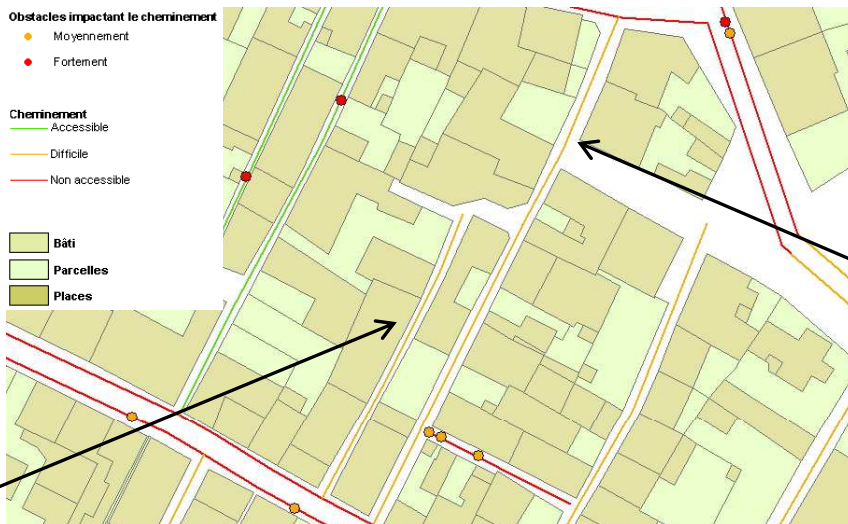 Obstacles impactant le cheminement
Moyennement
Fortement
Cheminement
Accessible
Difficile
Non accessible
Bâti
Parcelles
Places